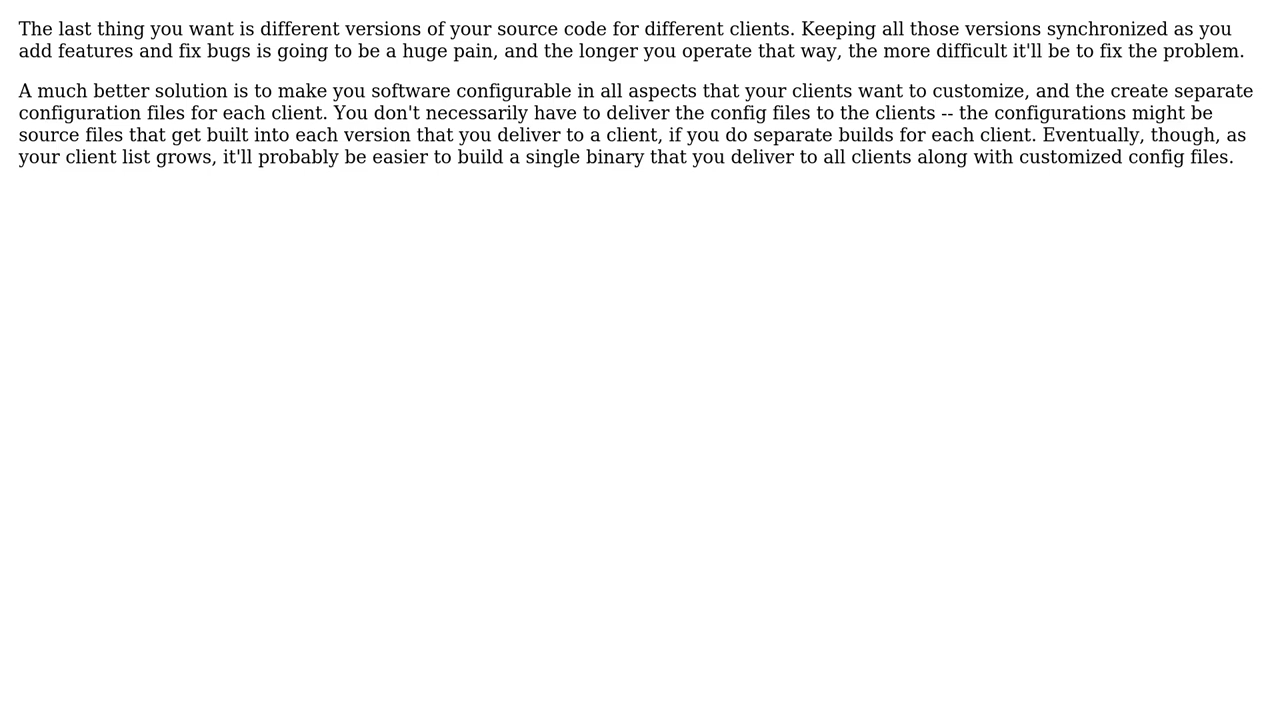 The last thing you want is different versions of your source code for different clients. Keeping all those versions synchronized as you
add features and fix bugs is going to be a huge pain, and the longer you operate that way, the more difficult it'll be to fix the problem.
A much better solution is to make you software configurable in all aspects that your clients want to customize, and the create separate
configuration files for each client. You don't necessarily have to deliver the config files to the clients -- the configurations might be
source files that get built into each version that you deliver to a client, if you do separate builds for each client. Eventually, though, as
your client list grows, it'll probably be easier to build a single binary that you deliver to all clients along with customized config files.